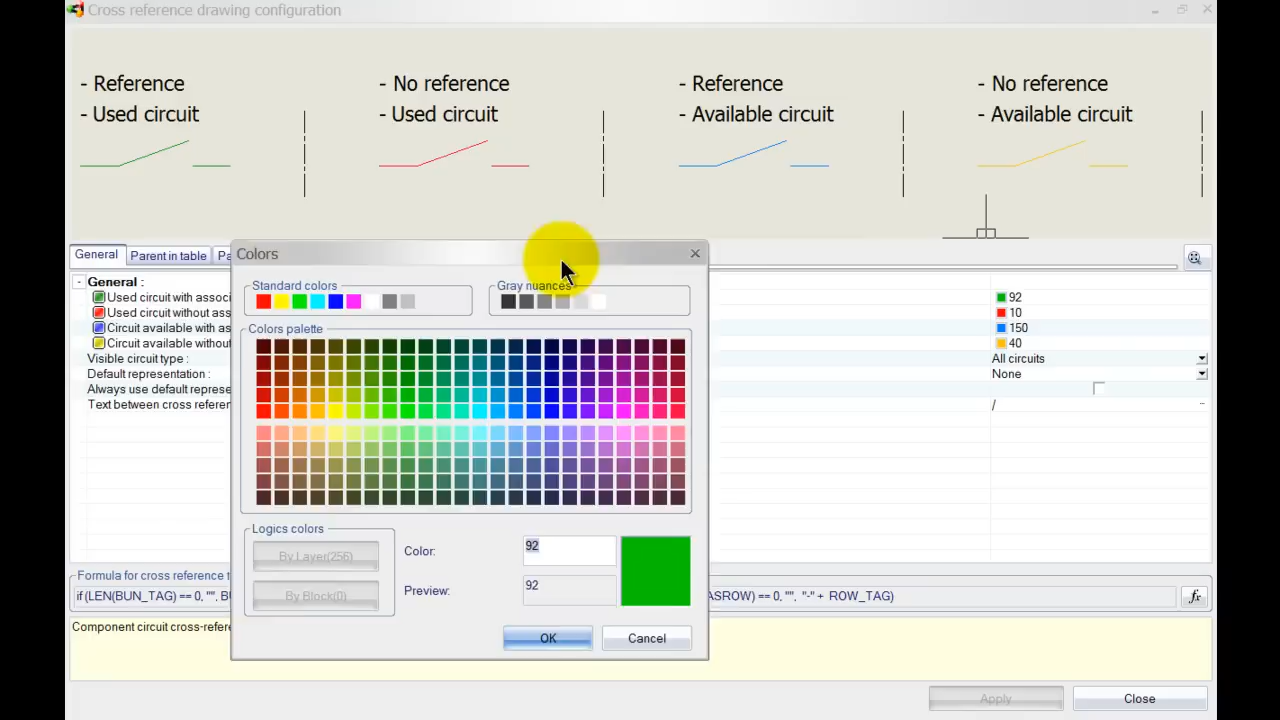 Cross reference drawing configuration
- Reference - No reference - Reference - No reference
- Used circuit - Used circuit - Available circuit - Available circuit
General Parent in table Pa
Colors
Standard colors Gray nuances
Colors palette
Logics colors
By Layer(256)
By Block(0)
Color: 92
Preview: 92
OK Cancel
- General :
Used circuit with associ 92
Used circuit without ass 10
Circuit available with as 150
Circuit available without 40
Visible circuit type : All circuits
Default representation : None
Always use default represe
Text between cross referen /
Formula for cross reference t
if (LEN(BUN_TAG) == 0, "", BU ASROW) == 0, "", "-" + ROW_TAG) fx
Component circuit cross-refere
Apply Close